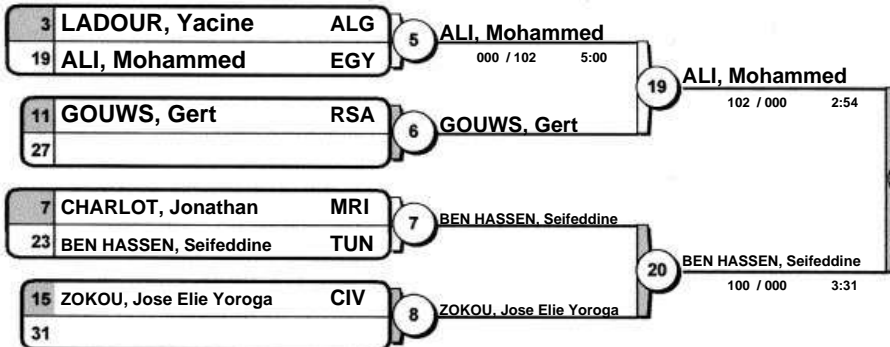 3 LADOUR, Yacine ALG
19 ALI, Mohammed EGY
5
ALI, Mohammed
000 / 102 5:00
11 GOUWS, Gert RSA
27
6
GOUWS, Gert
19
ALI, Mohammed
102 / 000 2:54
7 CHARLOT, Jonathan MRI
23 BEN HASSEN, Seifeddine TUN
7
BEN HASSEN, Seifeddine
15 ZOKOU, Jose Elie Yoroga CIV
31
8
ZOKOU, Jose Elie Yoroga
20
BEN HASSEN, Seifeddine
100 / 000 3:31